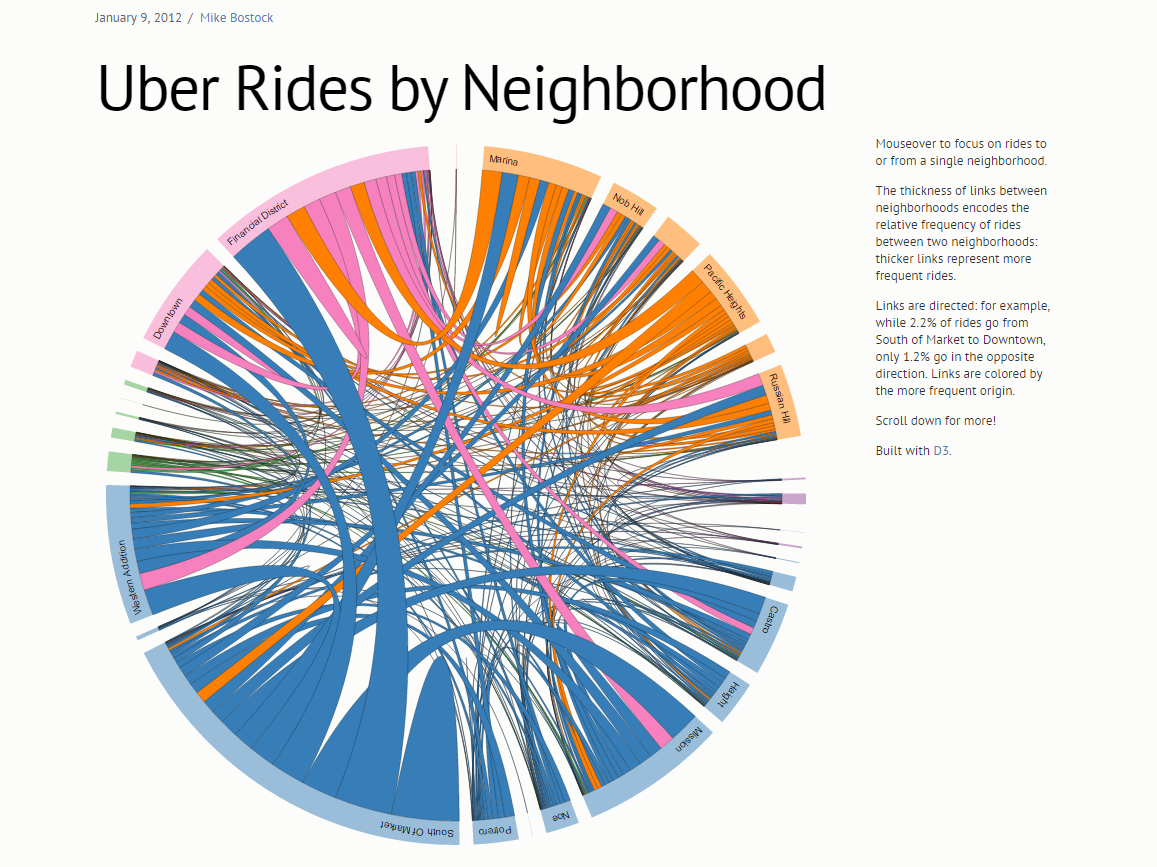 January 9, 2012 / Mike Bostock
Uber Rides by Neighborhood
Mouseover to focus on rides to
or from a single neighborhood.
The thickness of links between
neighborhoods encodes the
relative frequency of rides
between two neighborhoods:
thicker links represent more
frequent rides.
Links are directed: for example,
while 2.2% of rides go from
South of Market to Downtown,
only 1.2% go in the opposite
direction. Links are colored by
the more frequent origin.
Scroll down for more!
Built with D3.
Marina
Nob Hill
Pacific Heights
Russian Hill
Castro
Haight
Mission
Noe
Potrero
South Of Market
Western Addition
Downtown
Financial District